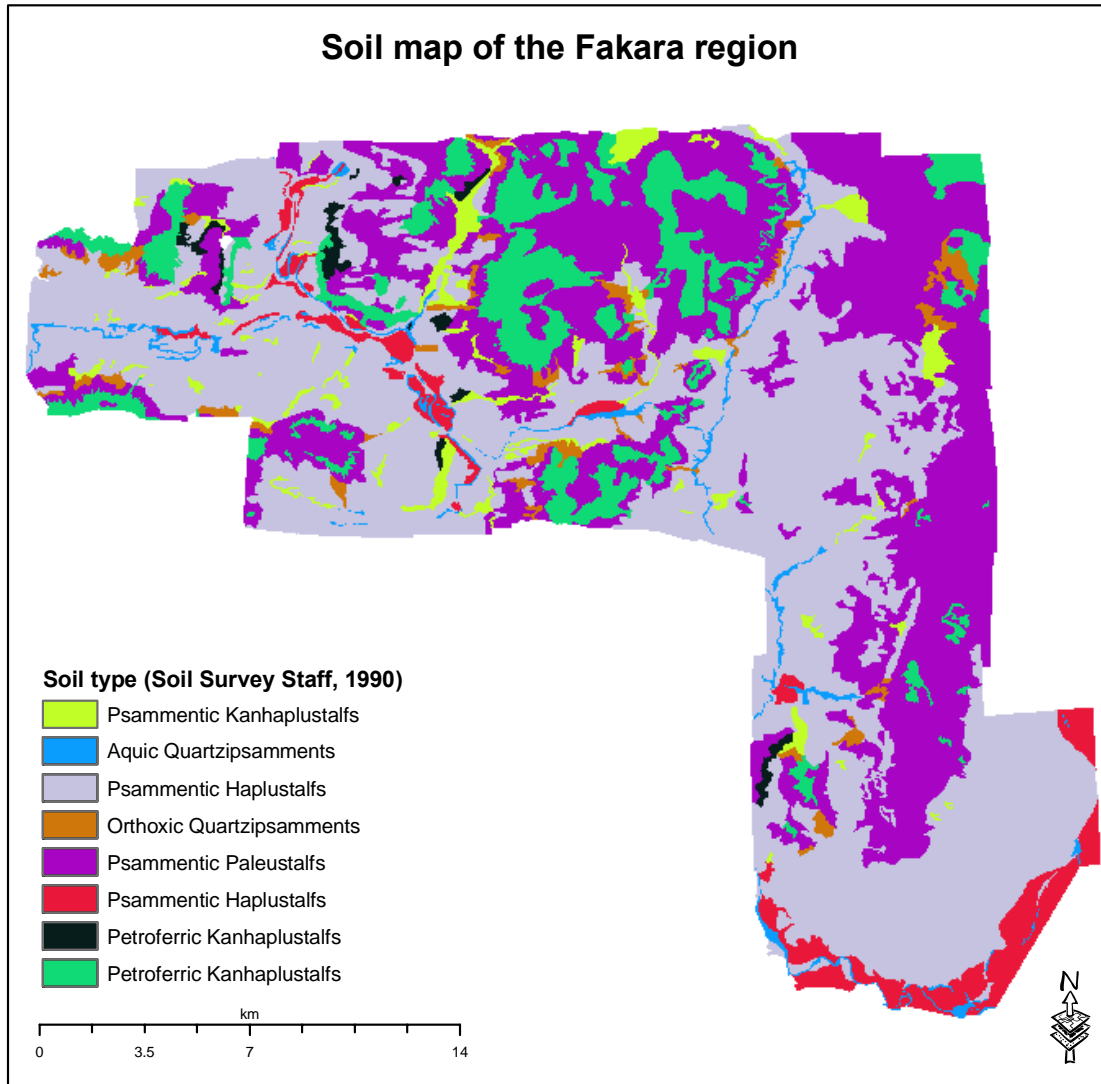 Soil map of the Fakara region
Soil type (Soil Survey Staff, 1990)
Psammentic Kanhaplustalfs
Aquic Quartzipsamments
Psammentic Haplustalfs
Orthoxic Quartzipsamments
Psammentic Paleustalfs
Psammentic Haplustalfs
Petroferric Kanhaplustalfs
Petroferric Kanhaplustalfs
km
0 3.5 7 14
N